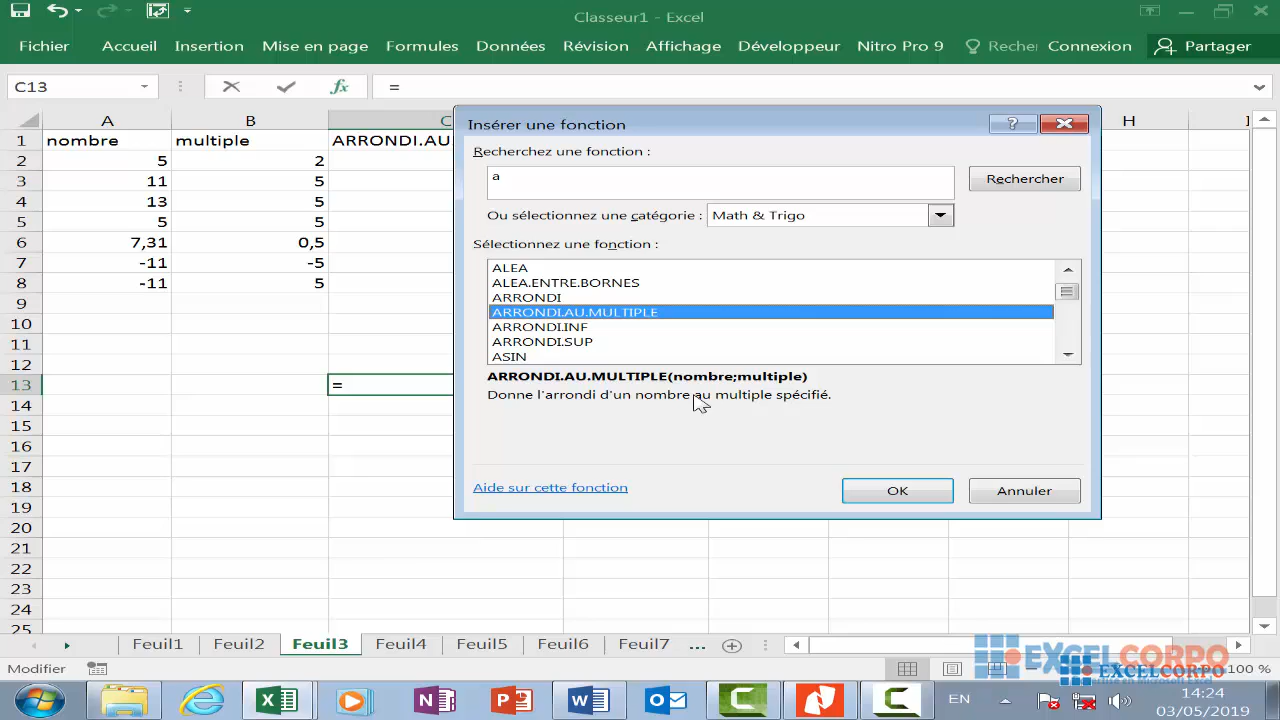 Classeur1 - Excel
Fichier Accueil Insertion Mise en page Formules Données Révision Affichage Développeur Nitro Pro 9 Recher Connexion Partager
C13 fx =
A B C H I
1 nombre multiple ARRONDI.AU
2 5 2
3 11 5
4 13 5
5 5 5
6 7,31 0,5
7 -11 -5
8 -11 5
9
10
11
12
13 =
14
15
16
17
18
19
20
21
22
23
24
25
Insérer une fonction
Recherchez une fonction :
a
Rechercher
Ou sélectionnez une catégorie : Math & Trigo
Sélectionnez une fonction :
ALEA
ALEA.ENTRE.BORNES
ARRONDI
ARRONDI.AU.MULTIPLE
ARRONDI.INF
ARRONDI.SUP
ASIN
ARRONDI.AU.MULTIPLE(nombre;multiple)
Donne l'arrondi d'un nombre au multiple spécifié.
Aide sur cette fonction
OK Annuler
Feuil1 Feuil2 Feuil3 Feuil4 Feuil5 Feuil6 Feuil7 ...
EXCELCORPO
EXCELCORPO
Modifier 100 %
EN 14:24
03/05/2019